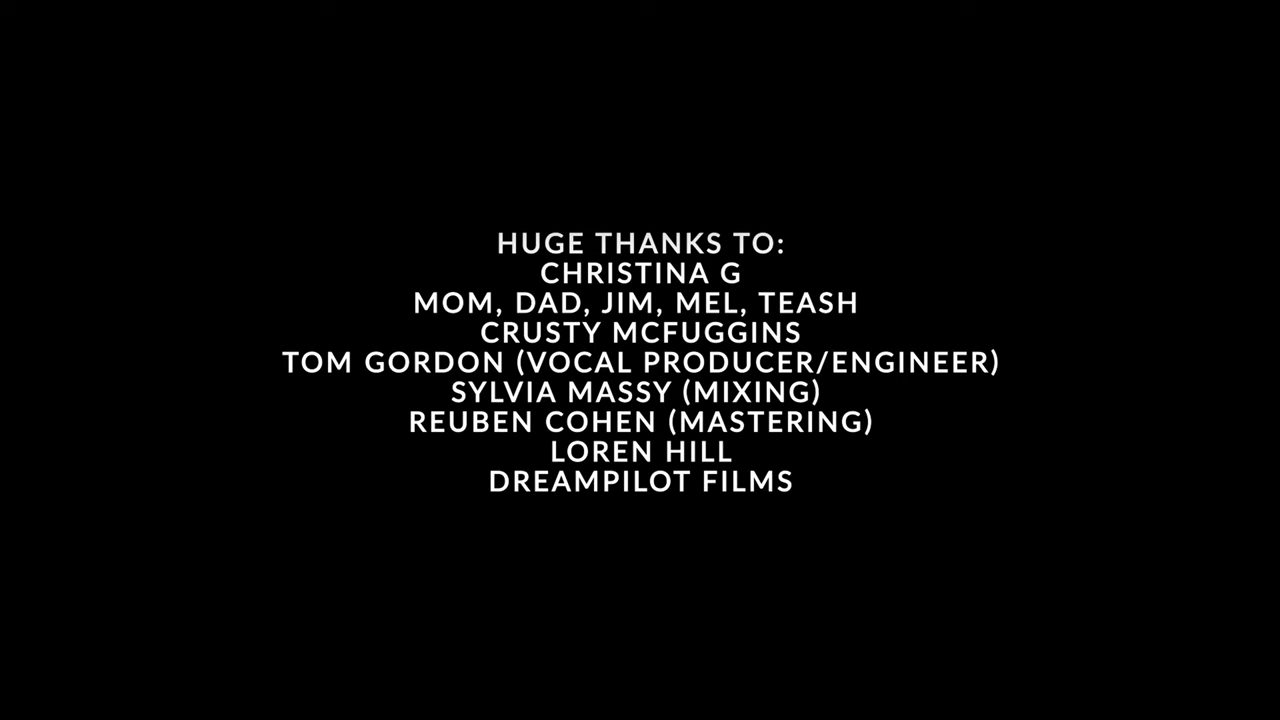 HUGE THANKS TO:
CHRISTINA G
MOM, DAD, JIM, MEL, TEASH
CRUSTY MCFUGGINS
TOM GORDON (VOCAL PRODUCER/ENGINEER)
SYLVIA MASSY (MIXING)
REUBEN COHEN (MASTERING)
LOREN HILL
DREAMPILOT FILMS